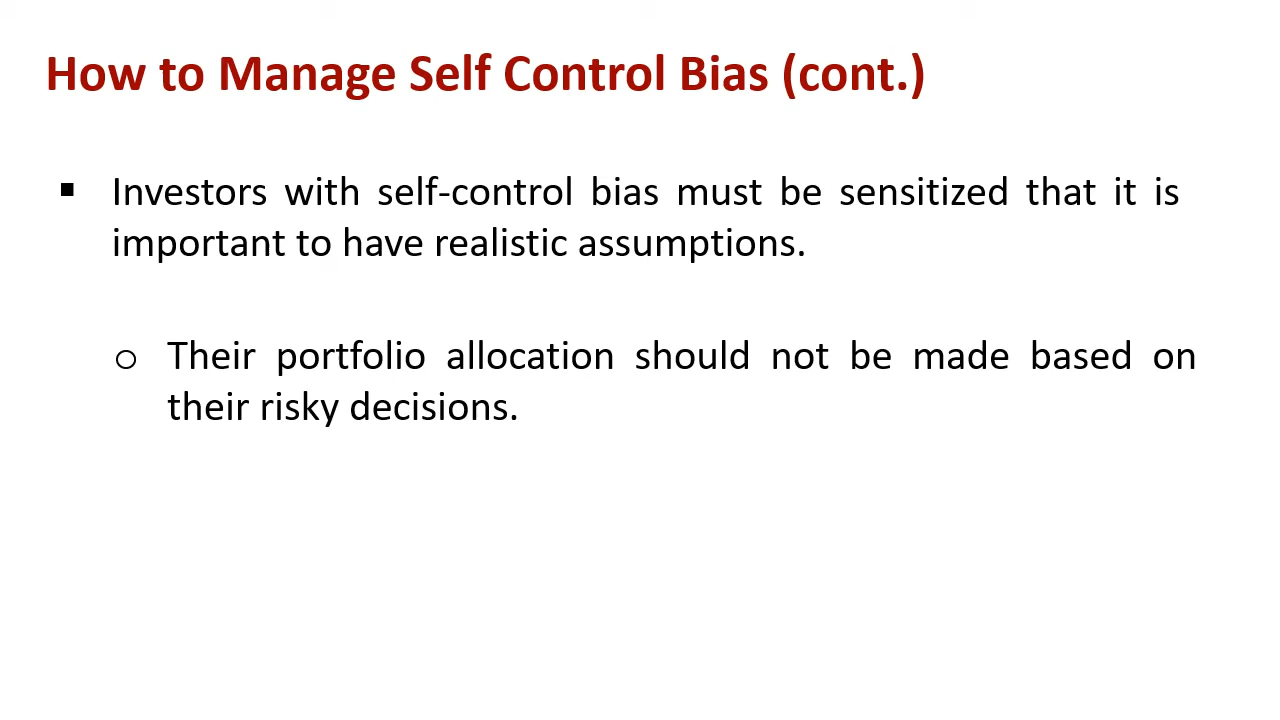 How to Manage Self Control Bias (cont.)
▪ Investors with self-control bias must be sensitized that it is
important to have realistic assumptions.
o Their portfolio allocation should not be made based on
their risky decisions.